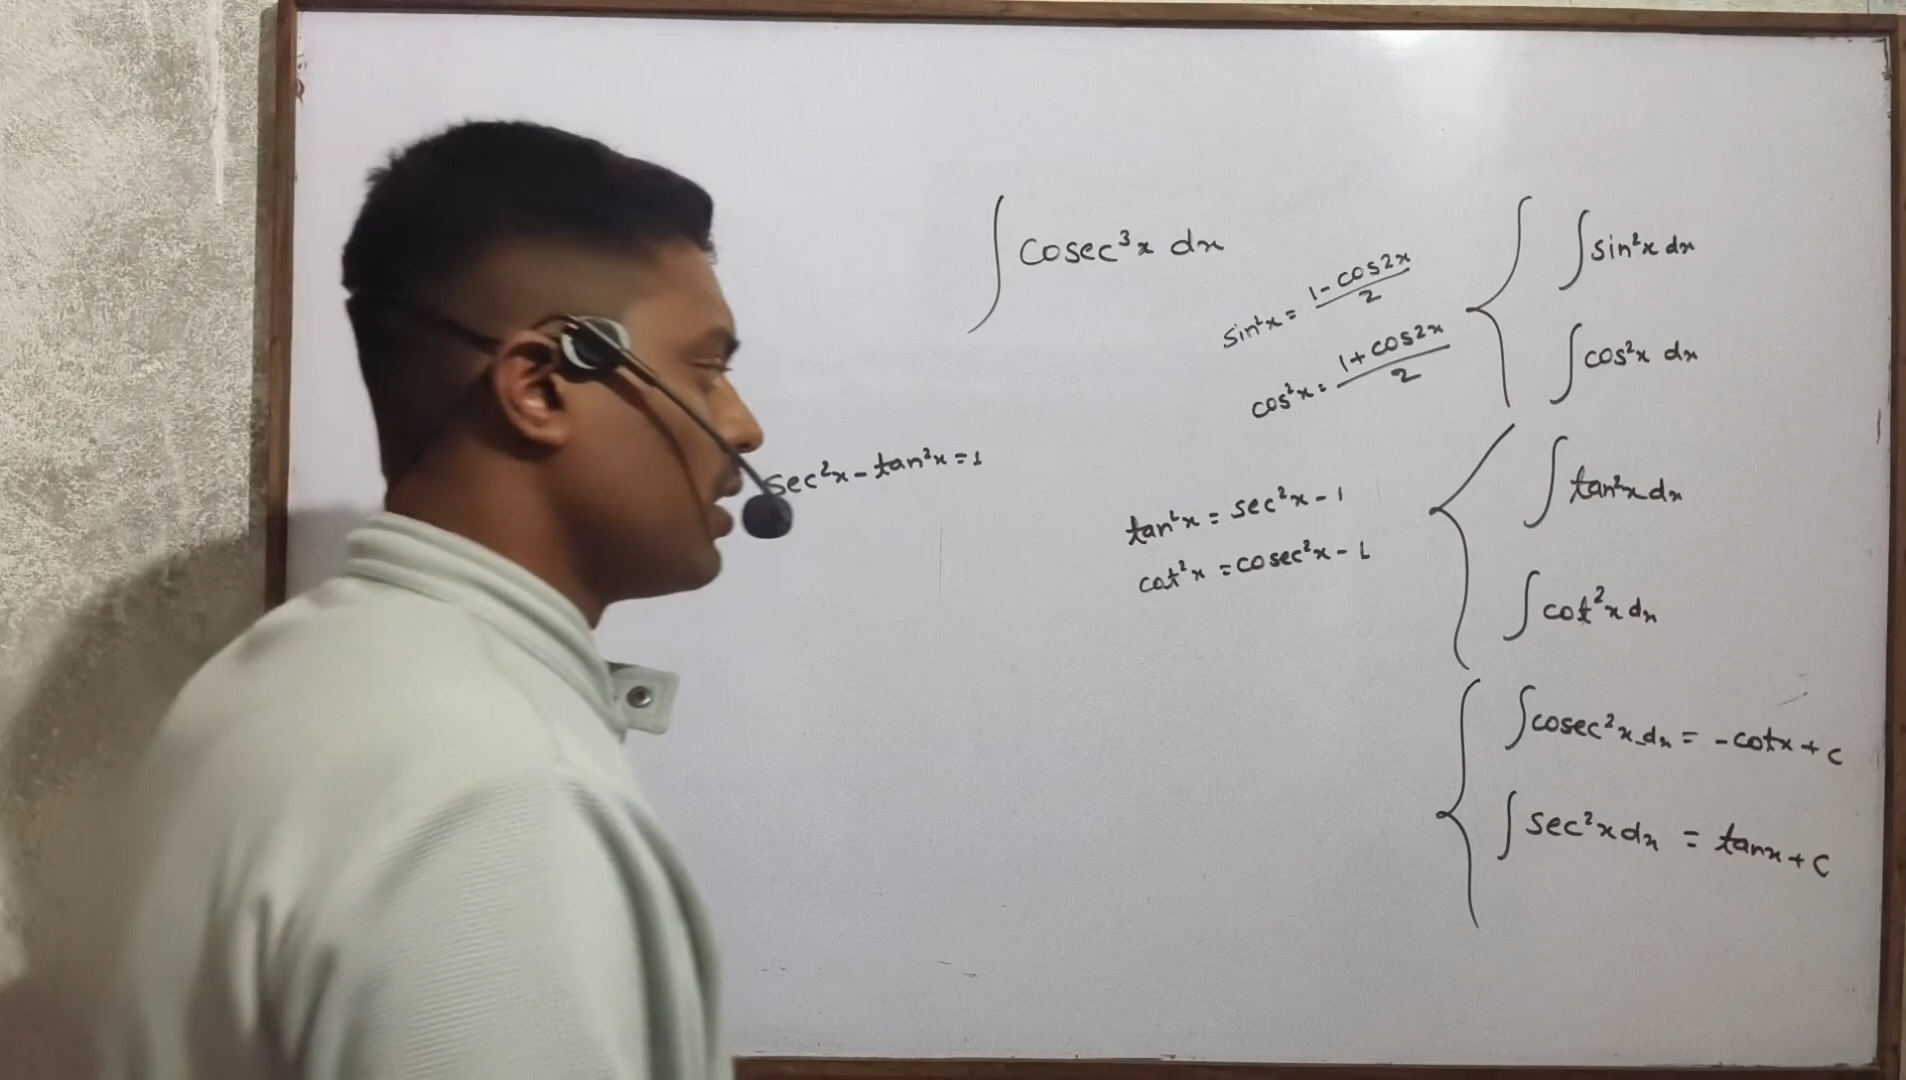 ∫ cosec³x dx
sin²x = (1 - cos2x)/2
cos²x = (1 + cos2x)/2
∫ sin²x dx
∫ cos²x dx
sec²x - tan²x = 1
tan²x = sec²x - 1
cot²x = cosec²x - 1
∫ tan²x dx
∫ cot²x dx
∫ cosec²x dx = -cotx + c
∫ sec²x dx = tanx + c